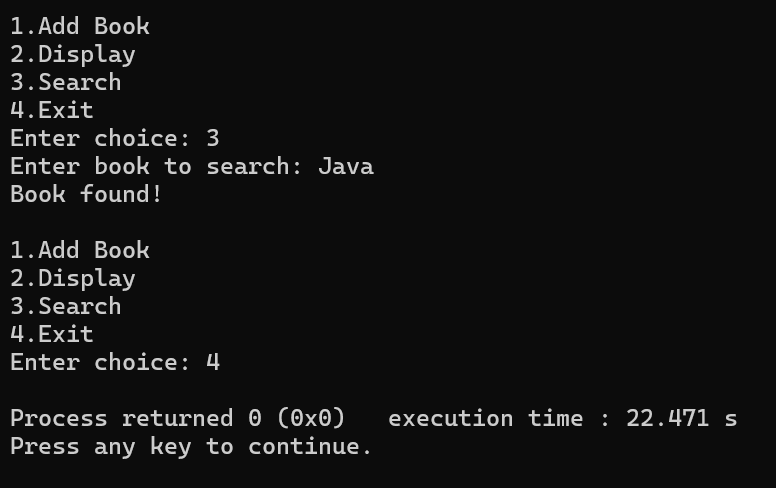 1.Add Book
2.Display
3.Search
4.Exit
Enter choice: 3
Enter book to search: Java
Book found!

1.Add Book
2.Display
3.Search
4.Exit
Enter choice: 4

Process returned 0 (0x0)   execution time : 22.471 s
Press any key to continue.